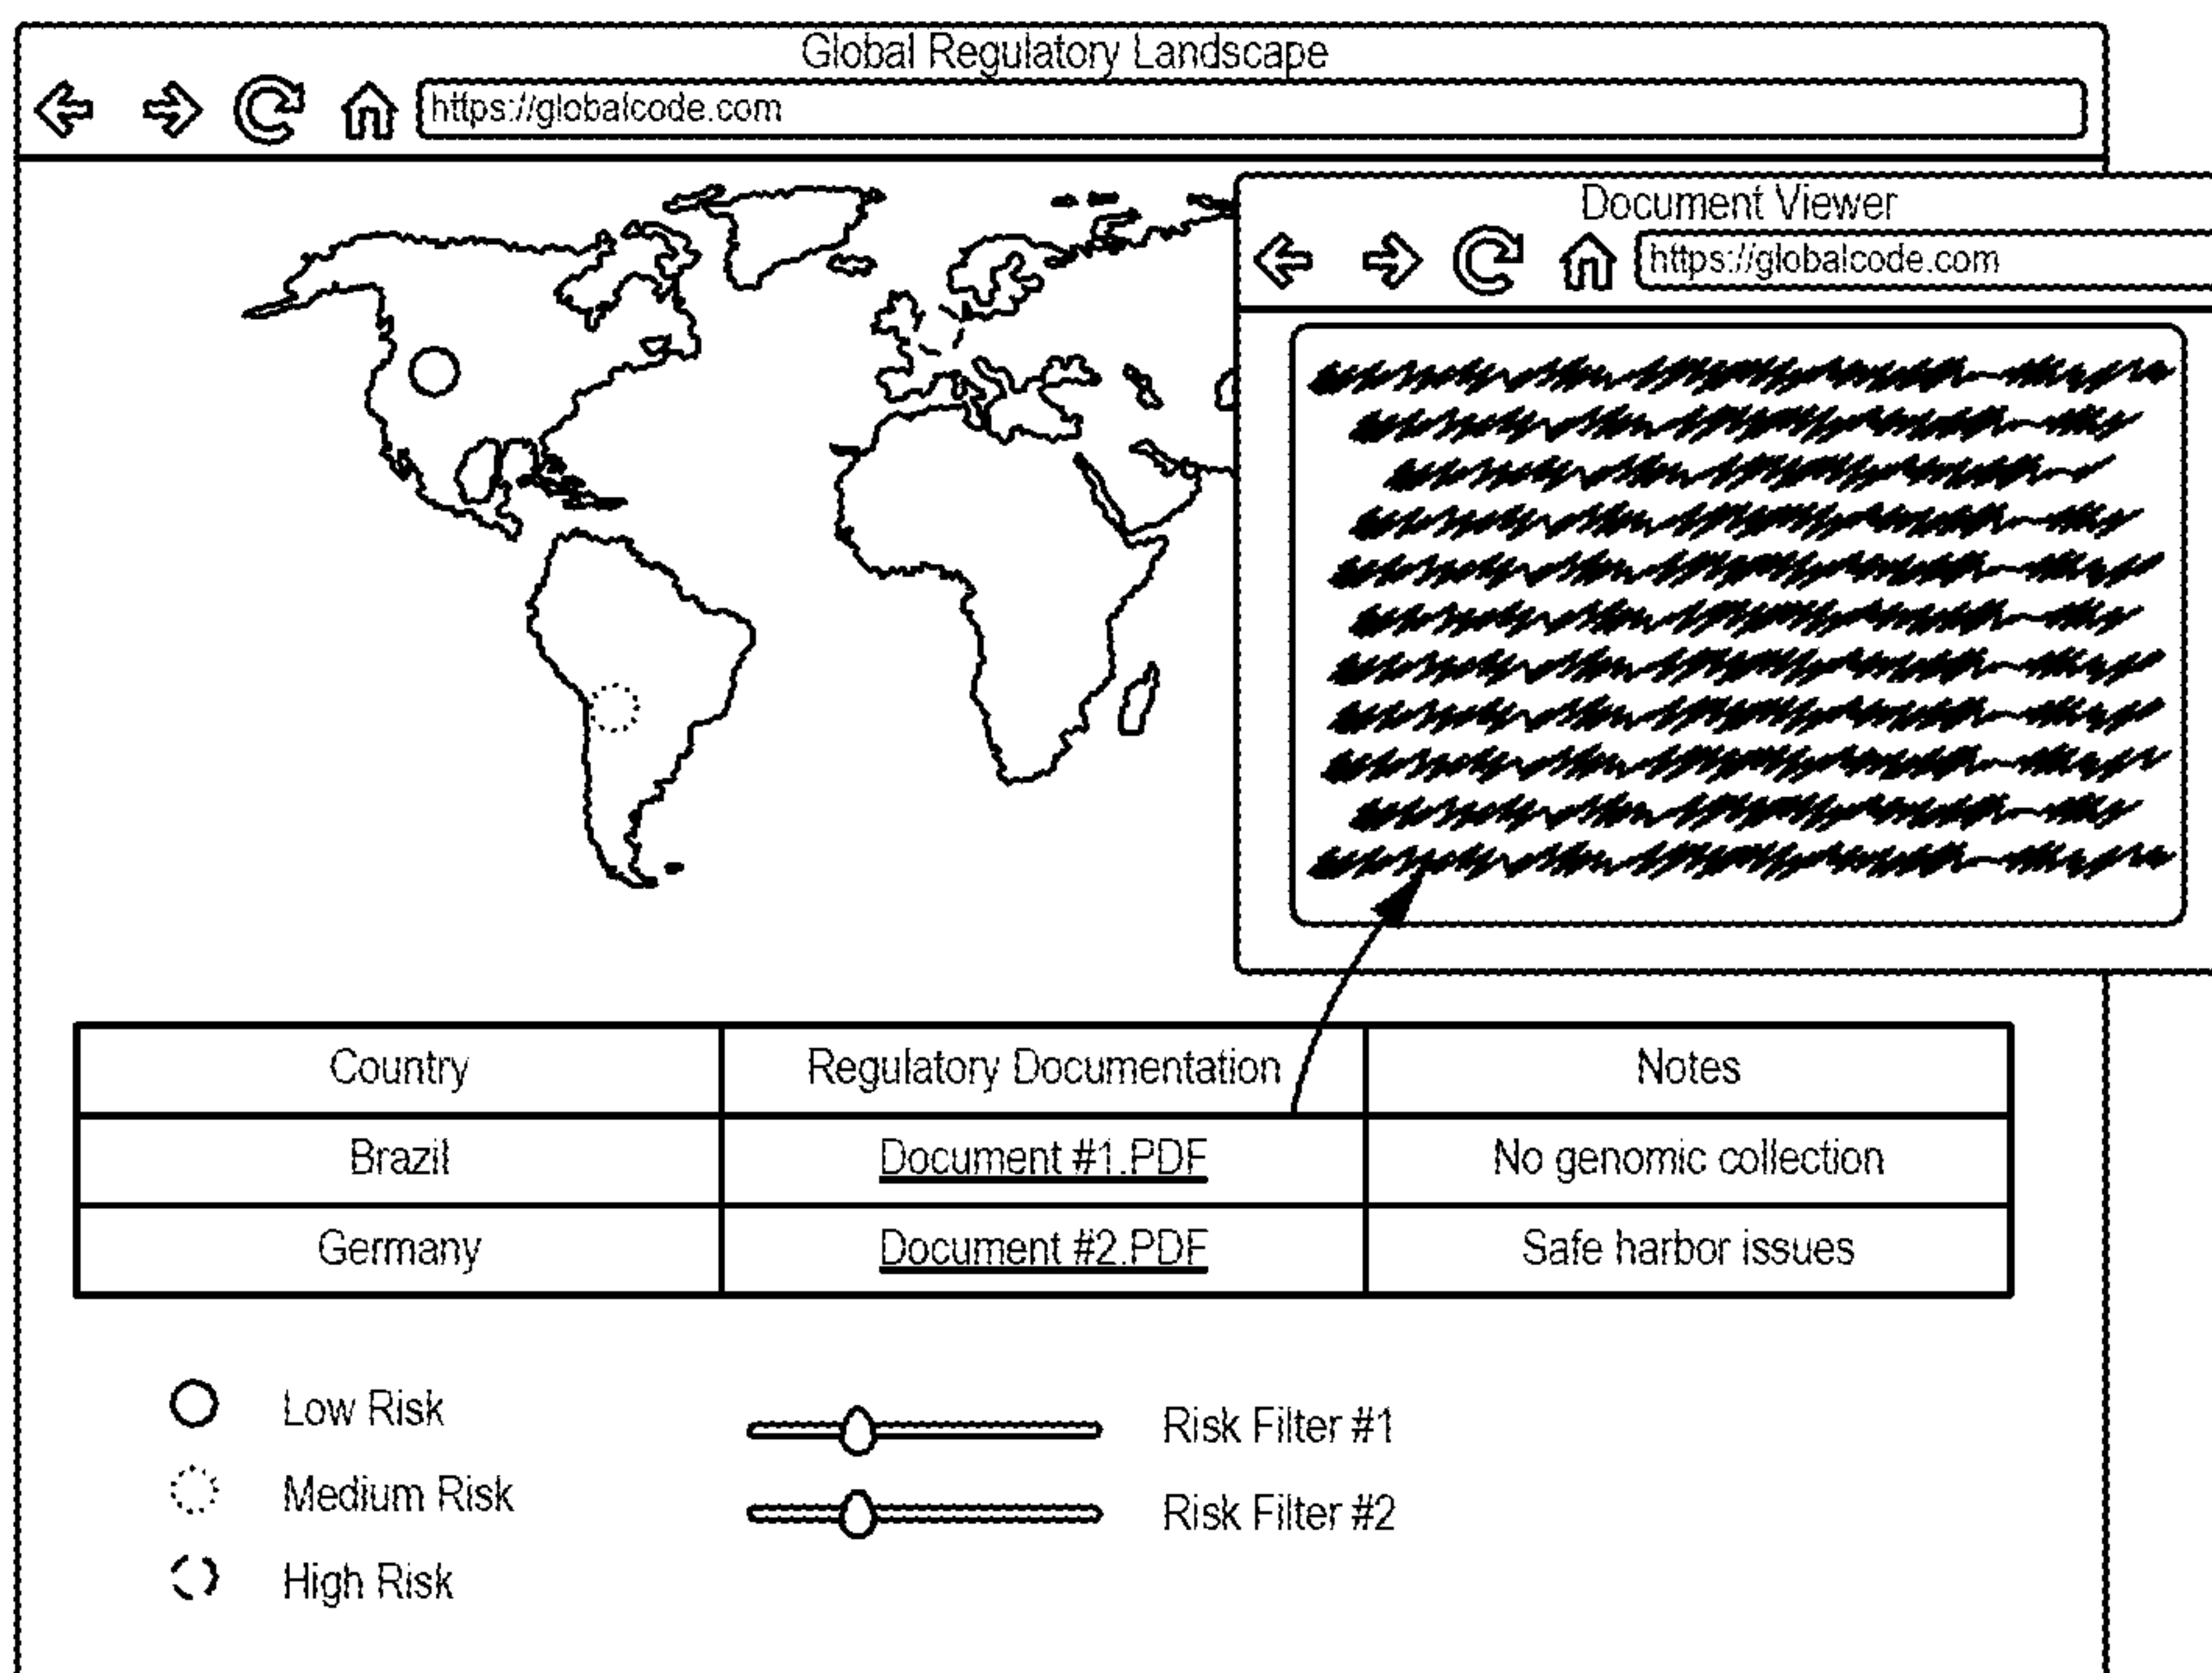 Global Regulatory Landscape
https://globalcode.com
Document Viewer
https://globalcode.com
Country Regulatory Documentation Notes
Brazil Document #1.PDF No genomic collection
Germany Document #2.PDF Safe harbor issues
Low Risk
Medium Risk
High Risk
Risk Filter #1
Risk Filter #2